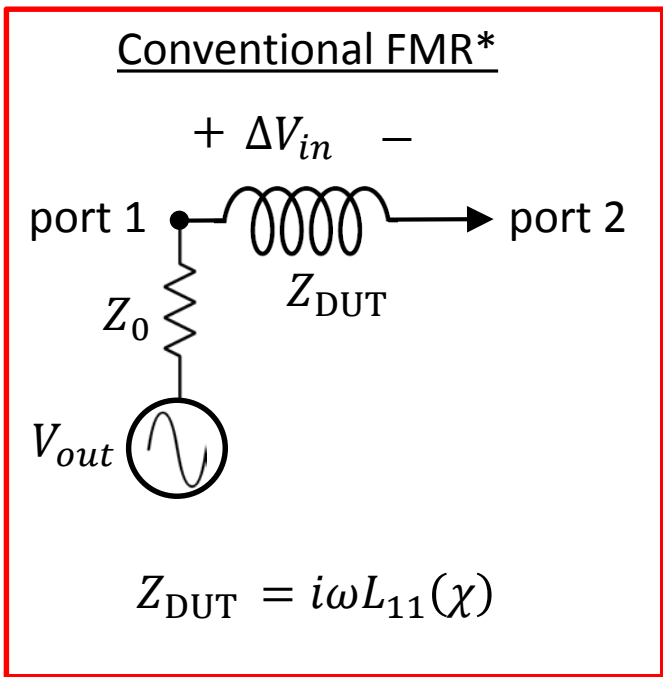 Conventional FMR*
+ ΔV_in −
port 1
port 2
Z_DUT
Z_0
V_out
Z_DUT = iωL_11(χ)